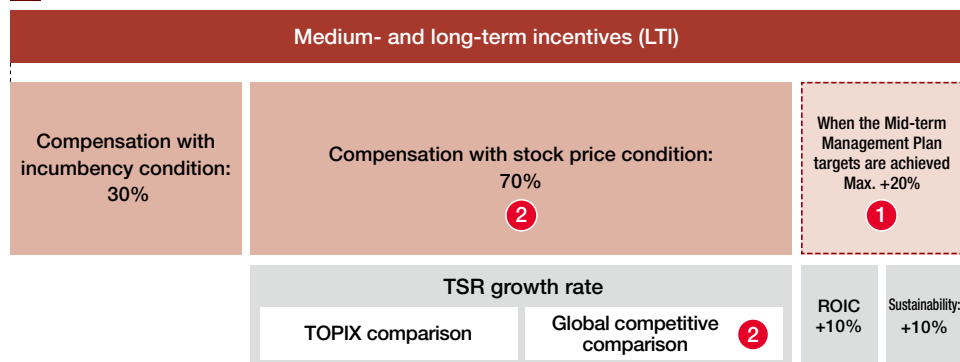 Medium- and long-term incentives (LTI)
Compensation with
incumbency condition:
30%
Compensation with stock price condition:
70%
2
When the Mid-term
Management Plan
targets are achieved
Max. +20%
1
TSR growth rate
TOPIX comparison
Global competitive
comparison
2
ROIC
+10%
Sustainability:
+10%